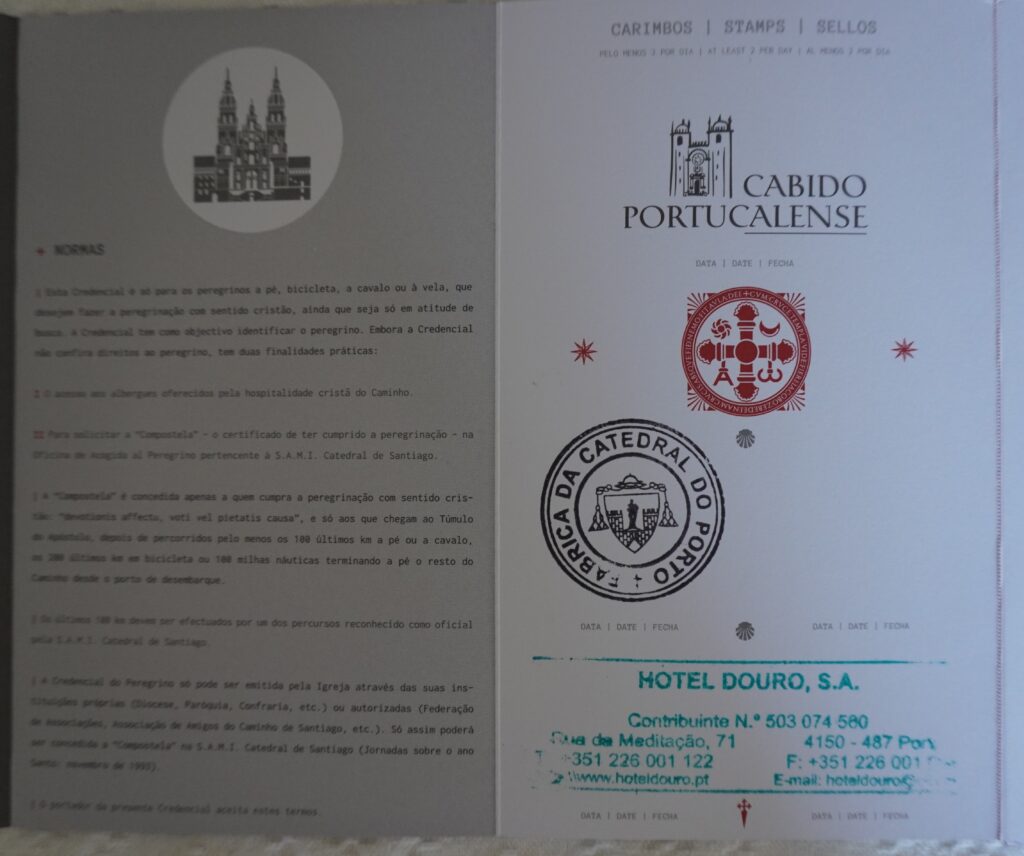 + NORMAS
| Esta Credencial é só para os peregrinos a pé, bicicleta, a cavalo ou à vela, que
desejem fazer a peregrinação com sentido cristão, ainda que seja só em atitude de
busca. A Credencial tem como objectivo identificar o peregrino. Embora a Credencial
não confira direitos ao peregrino, tem duas finalidades práticas:
I O acesso aos albergues oferecidos pela hospitalidade cristã do Caminho.
II Para solicitar a "Compostela" - o certificado de ter cumprido a peregrinação - na
Oficina de Acogida al Peregrino pertencente à S.A.M.I. Catedral de Santiago.
| A "Compostela" é concedida apenas a quem cumpra a peregrinação com sentido cris-
tão: "devotionis affectu, voti vel pietatis causa", e só aos que chegam ao Túmulo
do Apóstolo, depois de percorridos pelo menos os 100 últimos km a pé ou a cavalo,
os 200 últimos km em bicicleta ou 100 milhas náuticas terminando a pé o resto do
Caminho desde o porto de desembarque.
| Os últimos 100 km devem ser efectuados por um dos percursos reconhecido como oficial
pela S.A.M.I. Catedral de Santiago.
| A Credencial do Peregrino só pode ser emitida pela Igreja através das suas ins-
tituições próprias (Diocese, Paróquia, Confraria, etc.) ou autorizadas (Federação
de Associações, Associação de Amigos do Caminho de Santiago, etc.). Só assim poderá
ser concedida a "Compostela" na S.A.M.I. Catedral de Santiago (Jornadas sobre o ano
Santo: novembro de 1993).
| O portador da presente Credencial aceita estes termos.
CARIMBOS | STAMPS | SELLOS
PELO MENOS 2 POR DIA | AT LEAST 2 PER DAY | AL MENOS 2 POR DIA
CABIDO
PORTUCALENSE
DATA | DATE | FECHA
A ω
FABRICA DA CATEDRAL DO PORTO +
DATA | DATE | FECHA DATA | DATE | FECHA
HOTEL DOURO, S.A.
Contribuinte N.º 503 074 580
Rua da Meditação, 71 4150 - 487 Port
+351 226 001 122 F: +351 226 001
www.hoteldouro.pt E-mail: hoteldouro@
DATA | DATE | FECHA DATA | DATE | FECHA